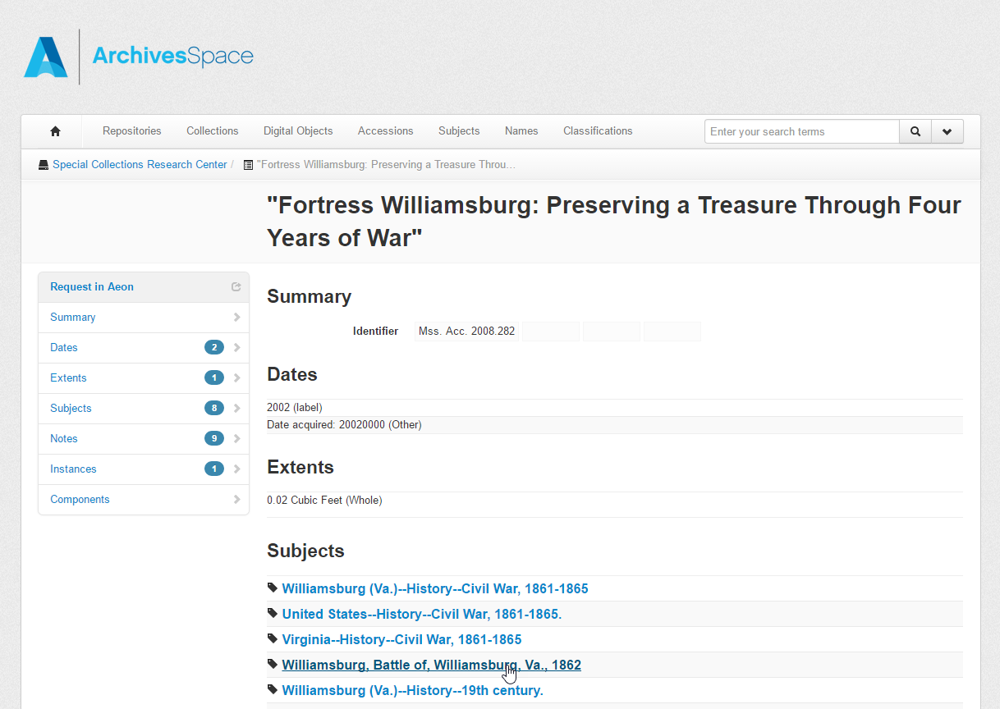 ArchivesSpace
Repositories Collections Digital Objects Accessions Subjects Names Classifications Enter your search terms
Special Collections Research Center / "Fortress Williamsburg: Preserving a Treasure Throu...
"Fortress Williamsburg: Preserving a Treasure Through Four
Years of War"
Request in Aeon
Summary
Dates 2
Extents 1
Subjects 8
Notes 9
Instances 1
Components
Summary
Identifier Mss. Acc. 2008.282
Dates
2002 (label)
Date acquired: 20020000 (Other)
Extents
0.02 Cubic Feet (Whole)
Subjects
Williamsburg (Va.)--History--Civil War, 1861-1865
United States--History--Civil War, 1861-1865.
Virginia--History--Civil War, 1861-1865
Williamsburg, Battle of, Williamsburg, Va., 1862
Williamsburg (Va.)--History--19th century.